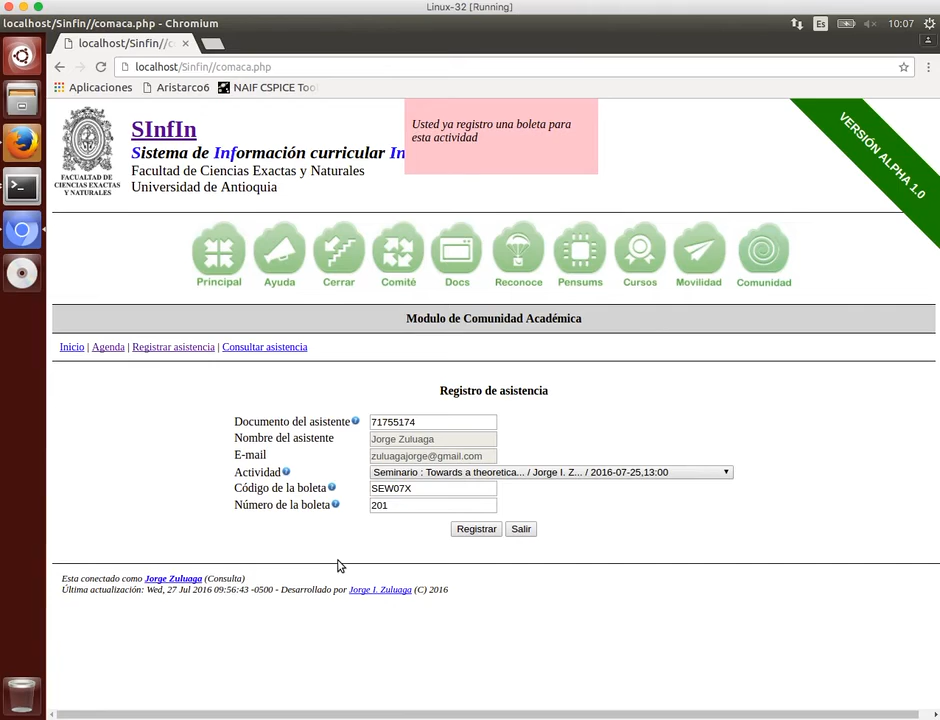 Linux-32 [Running]
localhost/Sinfin//comaca.php - Chromium
Es
10:07
localhost/Sinfin//c
localhost/Sinfin//comaca.php
Aplicaciones
Aristarco6
NAIF CSPICE Too
FACUALTAD DE
CIENCIAS EXACTAS
Y NATURALES
SInfIn
Sistema de Información curricular In
Facultad de Ciencias Exactas y Naturales
Universidad de Antioquia
Usted ya registro una boleta para
esta actividad
VERSIÓN ALPHA 1.0
Principal
Ayuda
Cerrar
Comité
Docs
Reconoce
Pensums
Cursos
Movilidad
Comunidad
Modulo de Comunidad Académica
Inicio | Agenda | Registrar asistencia | Consultar asistencia
Registro de asistencia
Documento del asistente 71755174
Nombre del asistente Jorge Zuluaga
E-mail zuluagajorge@gmail.com
Actividad Seminario : Towards a theoretica... / Jorge I. Z... / 2016-07-25,13:00
Código de la boleta SEW07X
Número de la boleta 201
Registrar Salir
Esta conectado como Jorge Zuluaga (Consulta)
Última actualización: Wed, 27 Jul 2016 09:56:43 -0500 - Desarrollado por Jorge I. Zuluaga (C) 2016